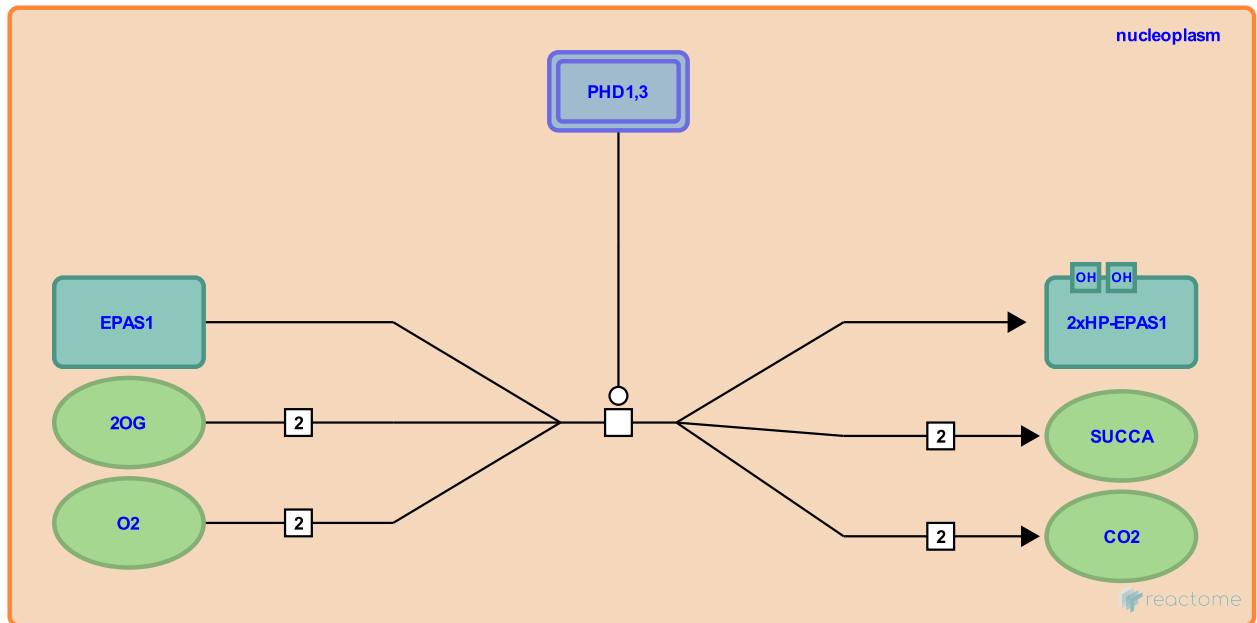 nucleoplasm
PHD1,3
EPAS1
OH OH
2xHP-EPAS1
2OG
2
2
SUCCA
O2
2
2
CO2
reactome